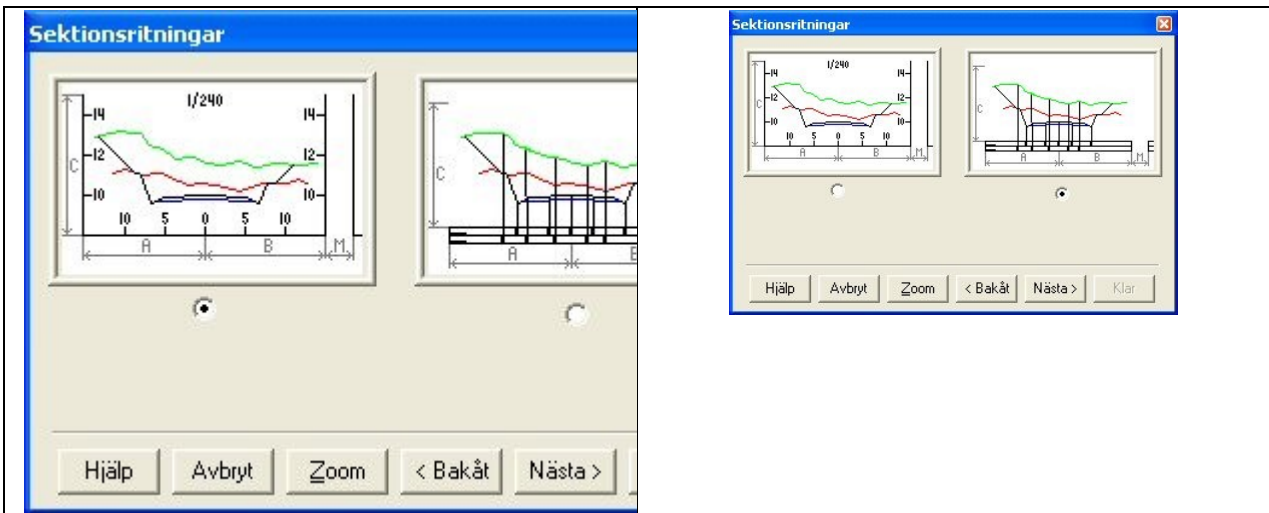 Sektionsritningar
1/240
14 14
C
12 12
10 10
10 5 0 5 10
A B M
C
A
Hjälp Avbryt Zoom < Bakåt Nästa >
Sektionsritningar
1/240
14 14
C 12 12
10 10
10 5 0 5 10
A B M
C
A B M
Hjälp Avbryt Zoom < Bakåt Nästa > Klar